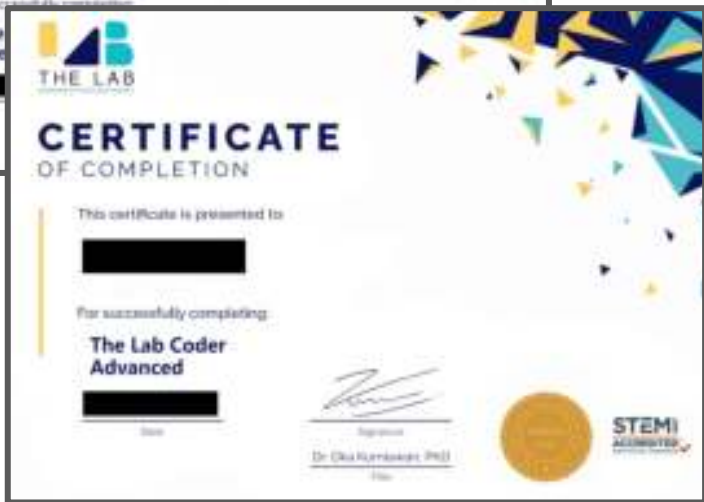 THE LAB
CERTIFICATE
OF COMPLETION
This certificate is presented to
For successfully completing:
The Lab Coder
Advanced
Date
Signature
Dr. Oka Kurniawan, PhD
Title
STEM
ACCREDITED